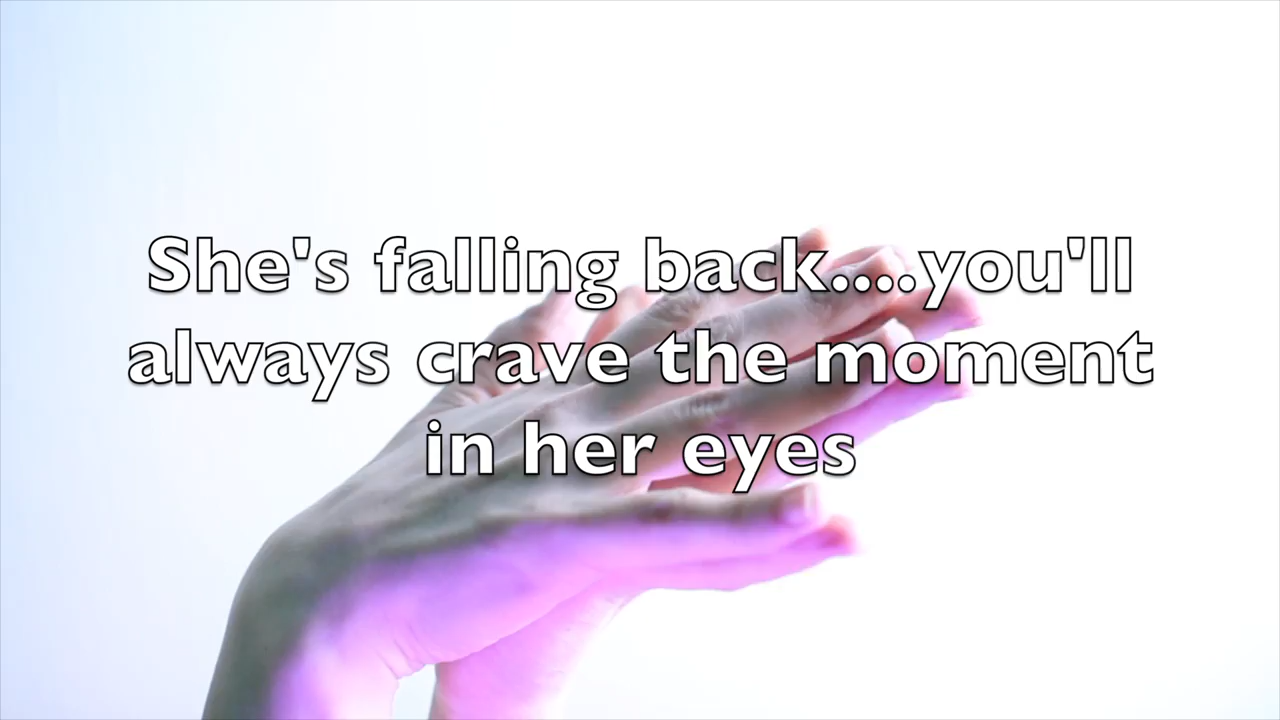 She's falling back....you'll
always crave the moment
in her eyes